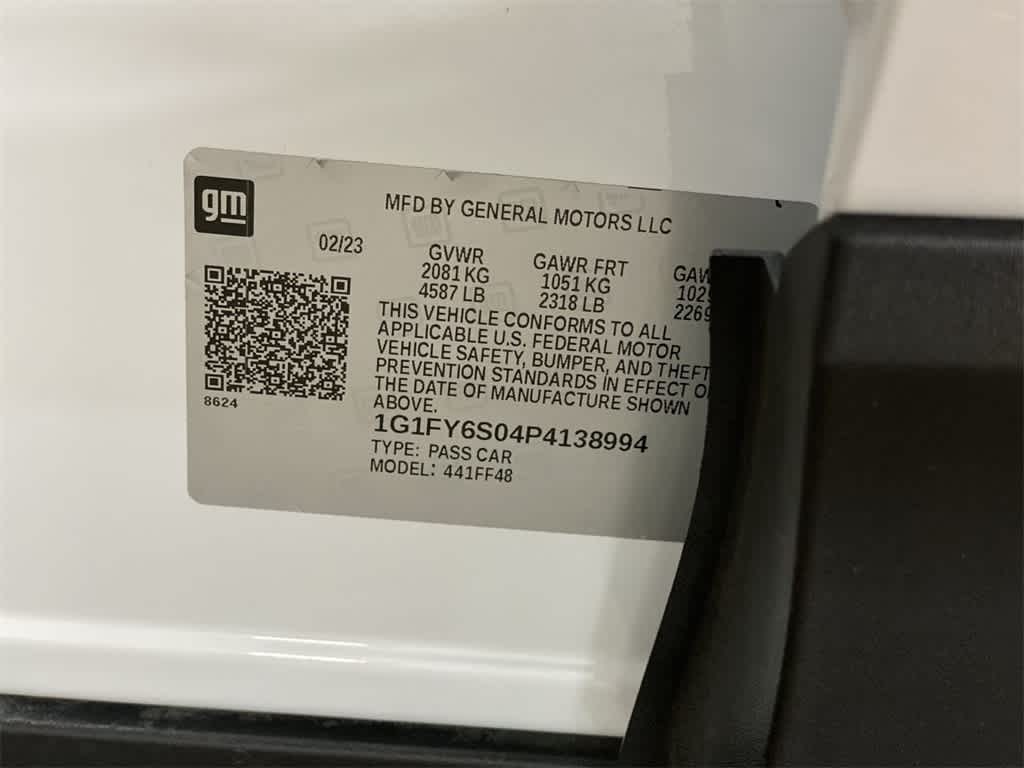 gm
MFD BY GENERAL MOTORS LLC
02/23
GVWR GAWR FRT
2081 KG 1051 KG
4587 LB 2318 LB
THIS VEHICLE CONFORMS TO ALL
APPLICABLE U.S. FEDERAL MOTOR
VEHICLE SAFETY, BUMPER, AND THEFT
PREVENTION STANDARDS IN EFFECT
THE DATE OF MANUFACTURE SHOWN
ABOVE.
8624
1G1FY6S04P4138994
TYPE: PASS CAR
MODEL: 441FF48